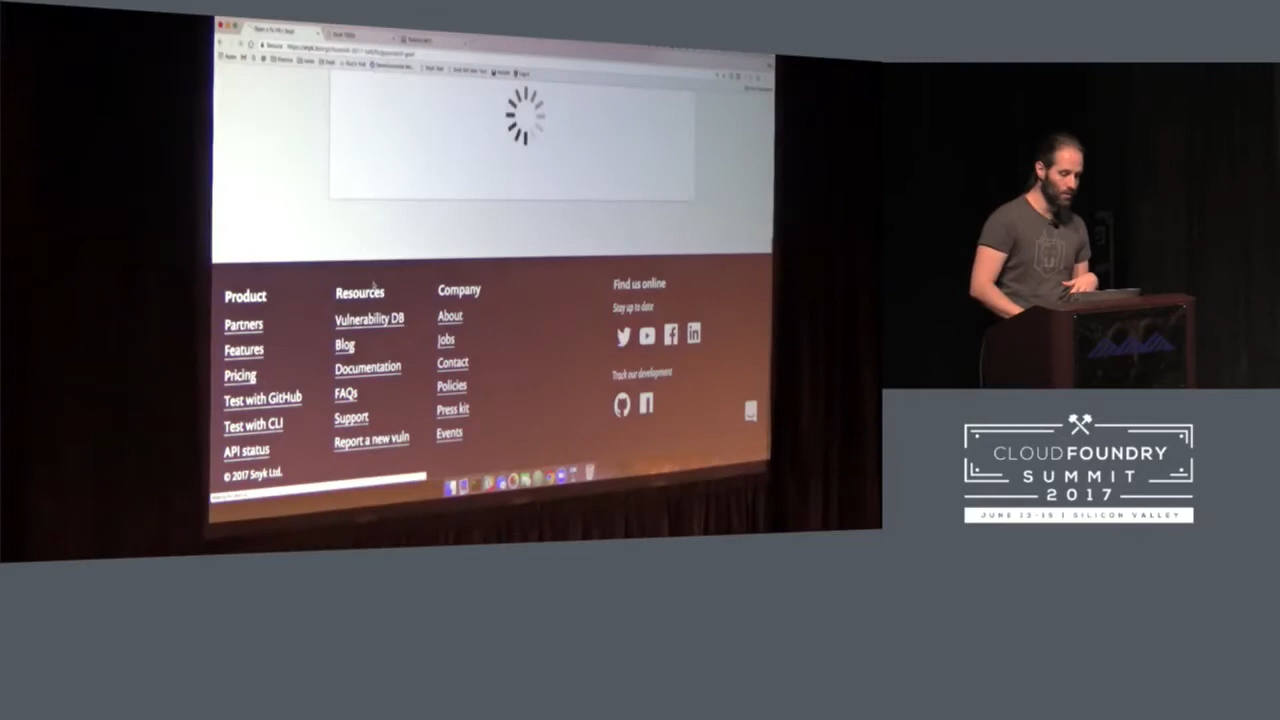 Product
Partners
Features
Pricing
Test with GitHub
Test with CLI
API status
© 2017 Snyk Ltd.
Resources
Vulnerability DB
Blog
Documentation
FAQs
Support
Report a new vuln
Company
About
Jobs
Contact
Policies
Press kit
Events
Find us online
Stay up to date
Track our development
CLOUD FOUNDRY
SUMMIT
2017
JUNE 13-15 | SILICON VALLEY